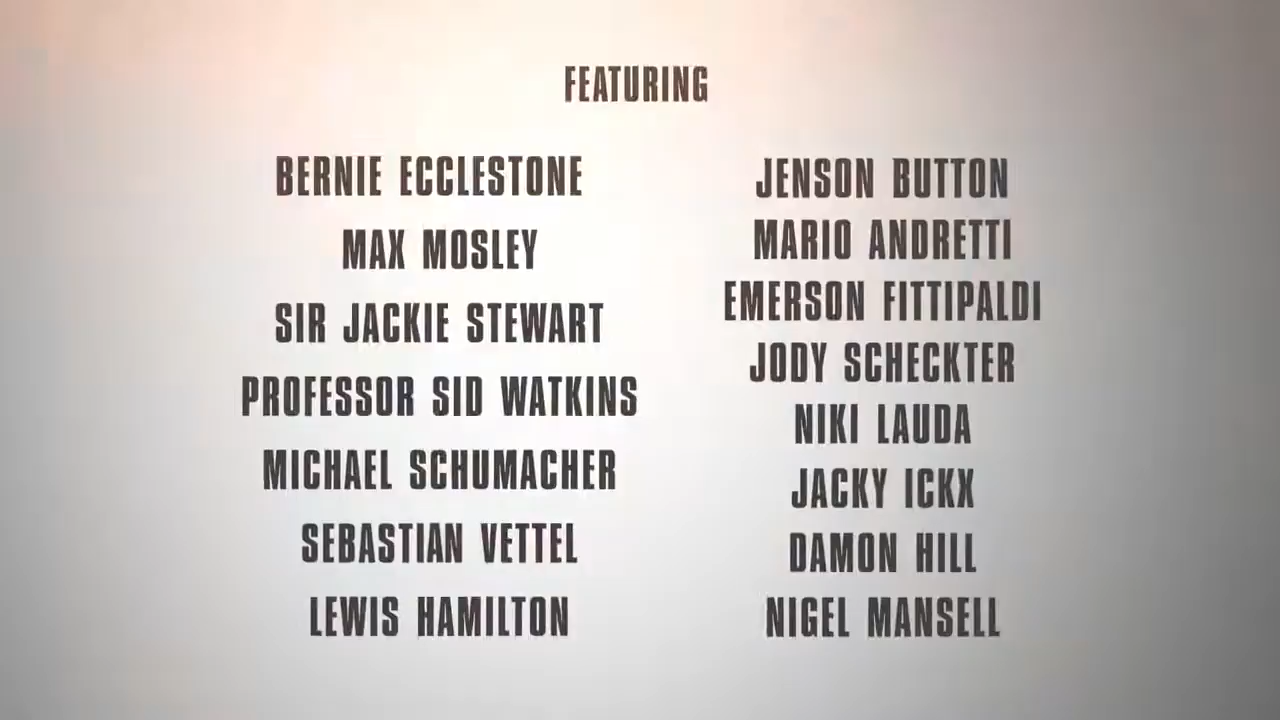 FEATURING
BERNIE ECCLESTONE
MAX MOSLEY
SIR JACKIE STEWART
PROFESSOR SID WATKINS
MICHAEL SCHUMACHER
SEBASTIAN VETTEL
LEWIS HAMILTON
JENSON BUTTON
MARIO ANDRETTI
EMERSON FITTIPALDI
JODY SCHECKTER
NIKI LAUDA
JACKY ICKX
DAMON HILL
NIGEL MANSELL